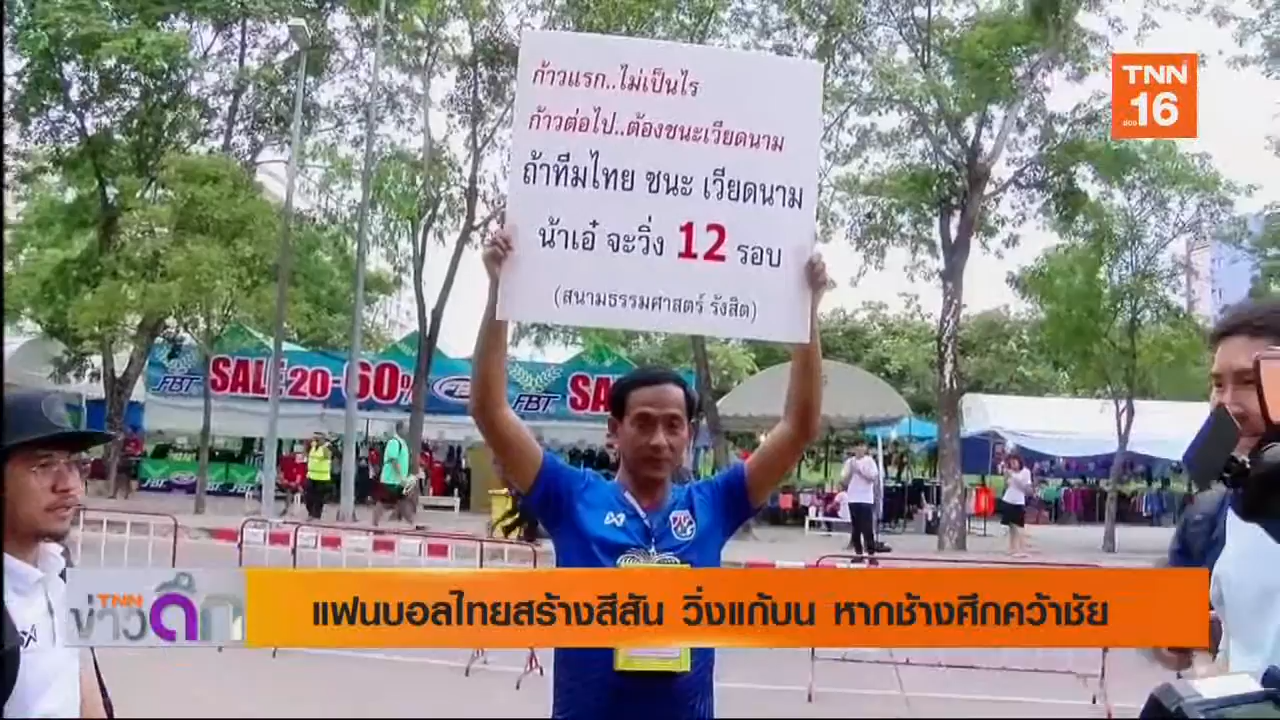 ก้าวแรก..ไม่เป็นไร
ก้าวต่อไป..ต้องชนะเวียดนาม
ถ้าทีมไทย ชนะ เวียดนาม
น้าเอ๋ จะวิ่ง 12 รอบ
(สนามธรรมศาสตร์ รังสิต)
TNN
ช่อง 16
FBT SALE 20-60% FBT SA
FBT
TNN
ข่าวดึก
แฟนบอลไทยสร้างสีสัน วิ่งแก้บน หากช้างศึกคว้าชัย